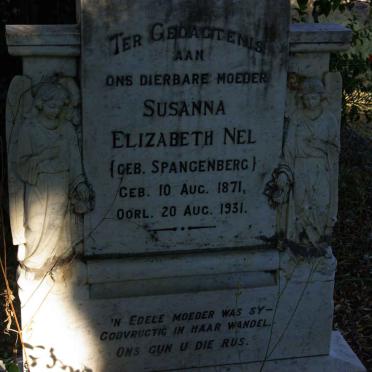 TER GEDAGTENIS
AAN
ONS DIERBARE MOEDER
SUSANNA
ELIZABETH NEL
(GEB. SPANGENBERG)
GEB. 10 AUG. 1871,
OORL. 20 AUG. 1931.
'N EDELE MOEDER WAS SY—
GODVRUGTIG IN HAAR WANDEL.
ONS GUN U DIE RUS.